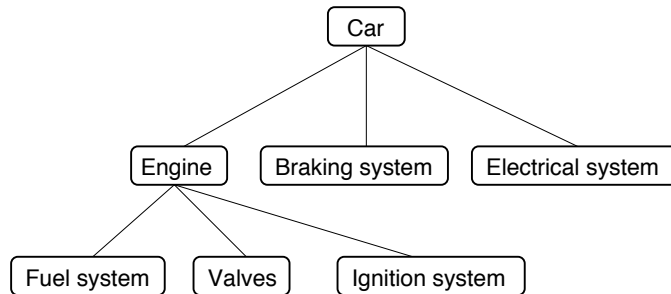 Car
Engine
Braking system
Electrical system
Fuel system
Valves
Ignition system